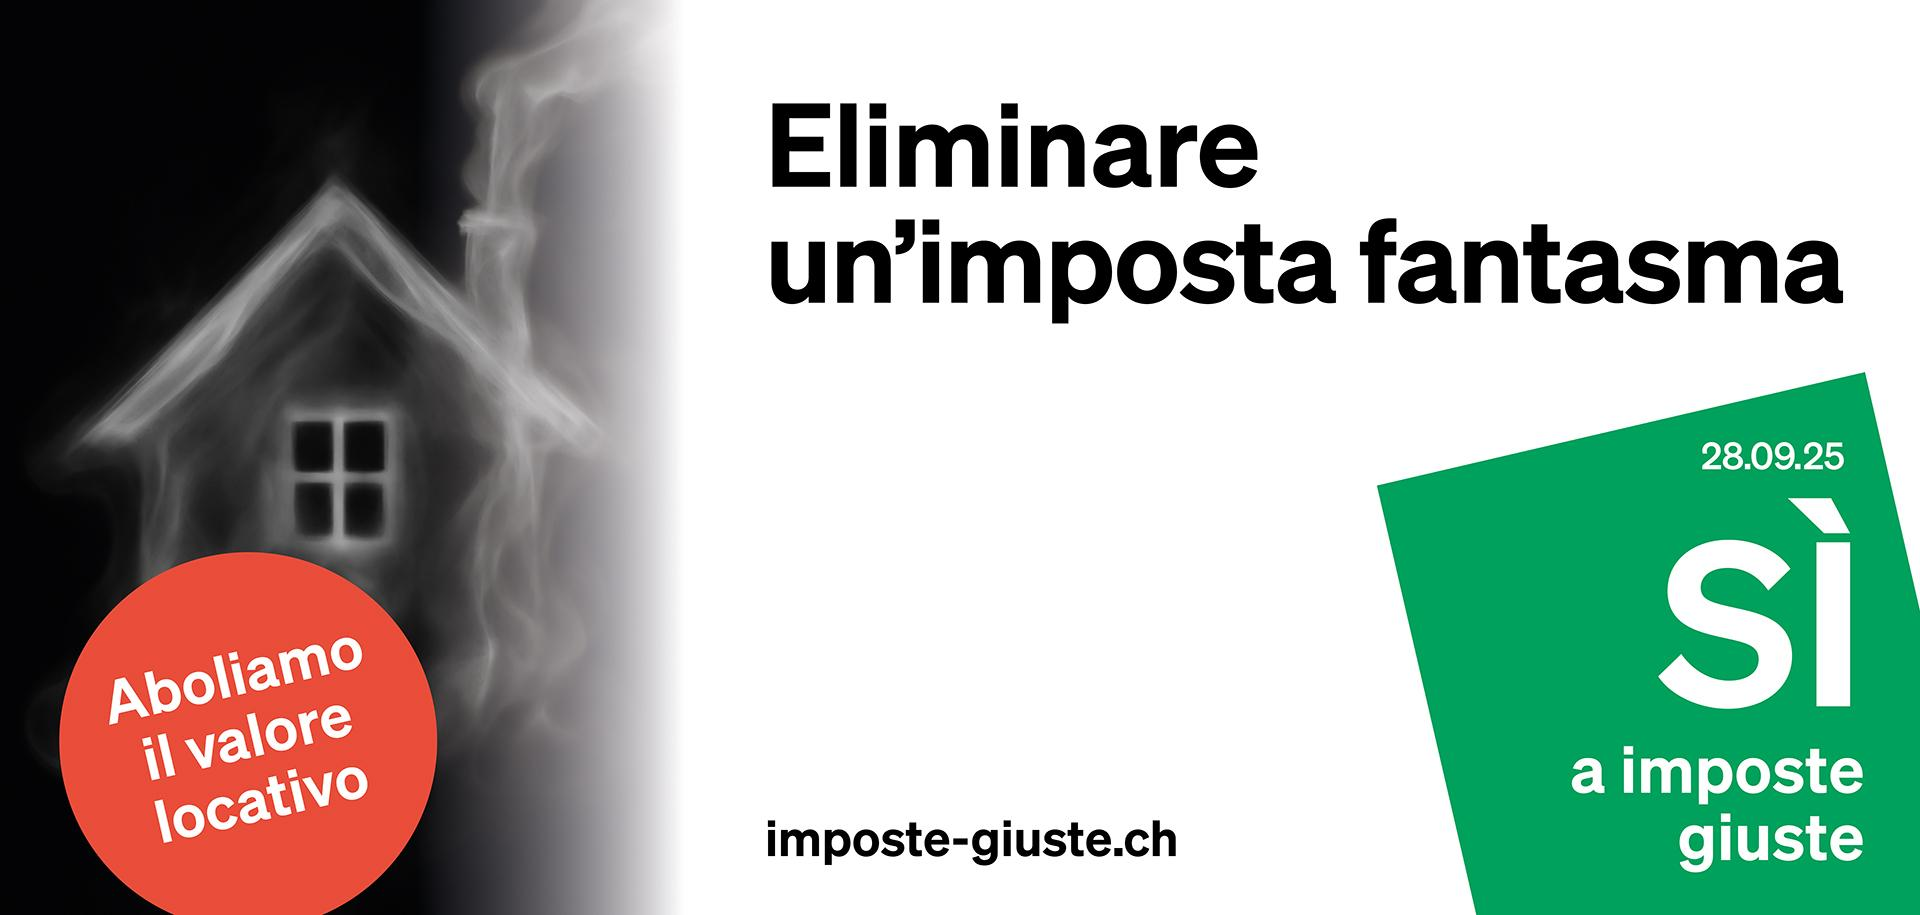 Eliminare
un’imposta fantasma
28.09.25
SÌ
a imposte
giuste
Aboliamo
il valore
locativo
imposte-giuste.ch